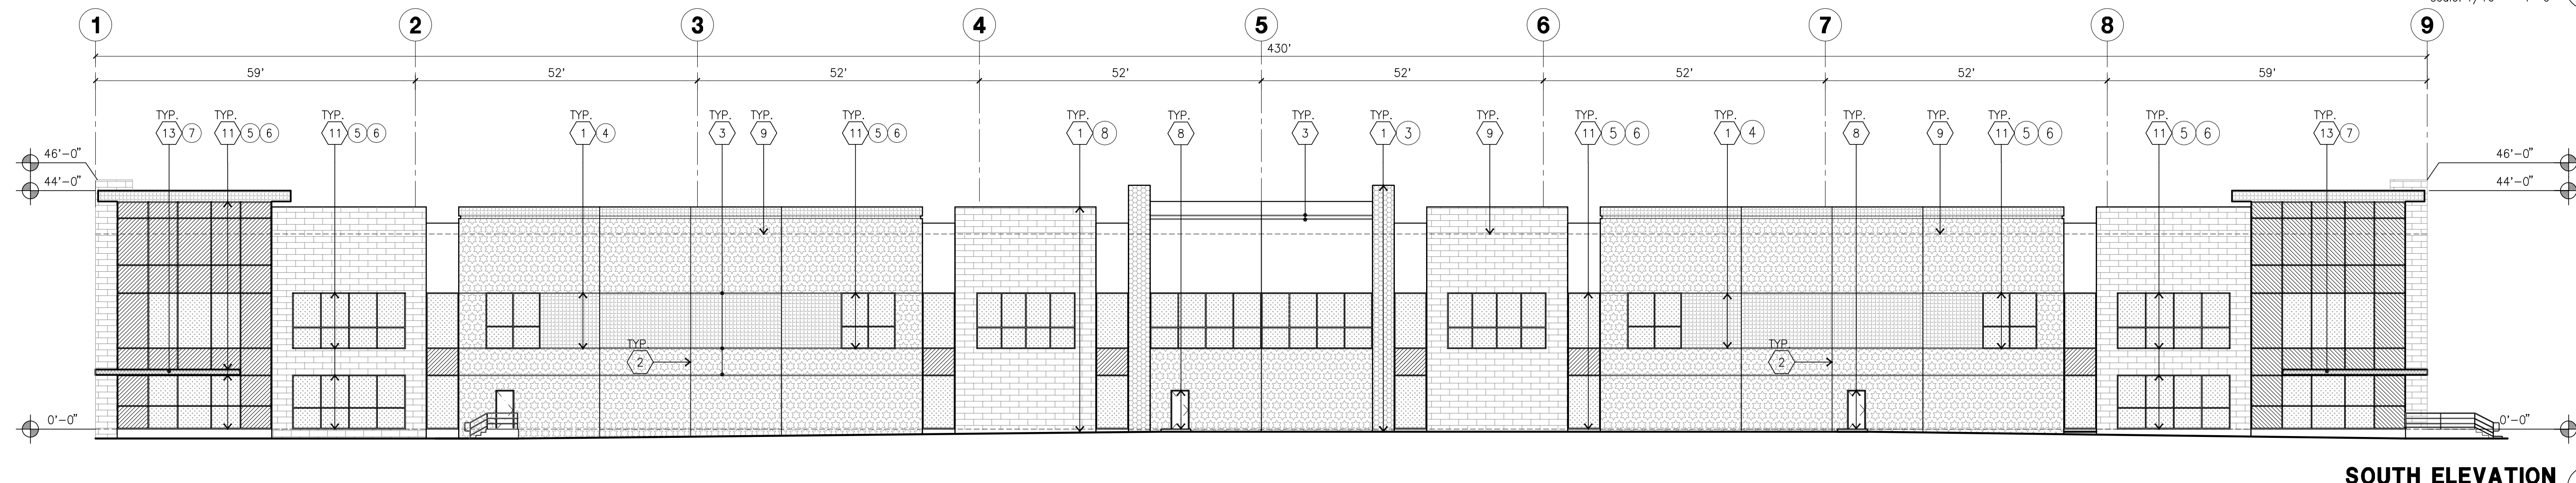 1 2 3 4 5 6 7 8 9
430'
59' 52' 52' 52' 52' 52' 52' 59'
TYP. TYP. TYP. TYP. TYP. TYP. TYP. TYP. TYP. TYP. TYP. TYP. TYP. TYP. TYP. TYP. TYP. TYP. TYP.
13 7 11 5 6 11 5 6 1 4 3 9 11 5 6 1 8 8 3 1 3 9 11 5 6 1 4 8 9 11 5 6 11 5 6 13 7
46'-0" 46'-0"
44'-0" 44'-0"
TYP. TYP.
2 2
0'-0" 0'-0"
SOUTH ELEVATION